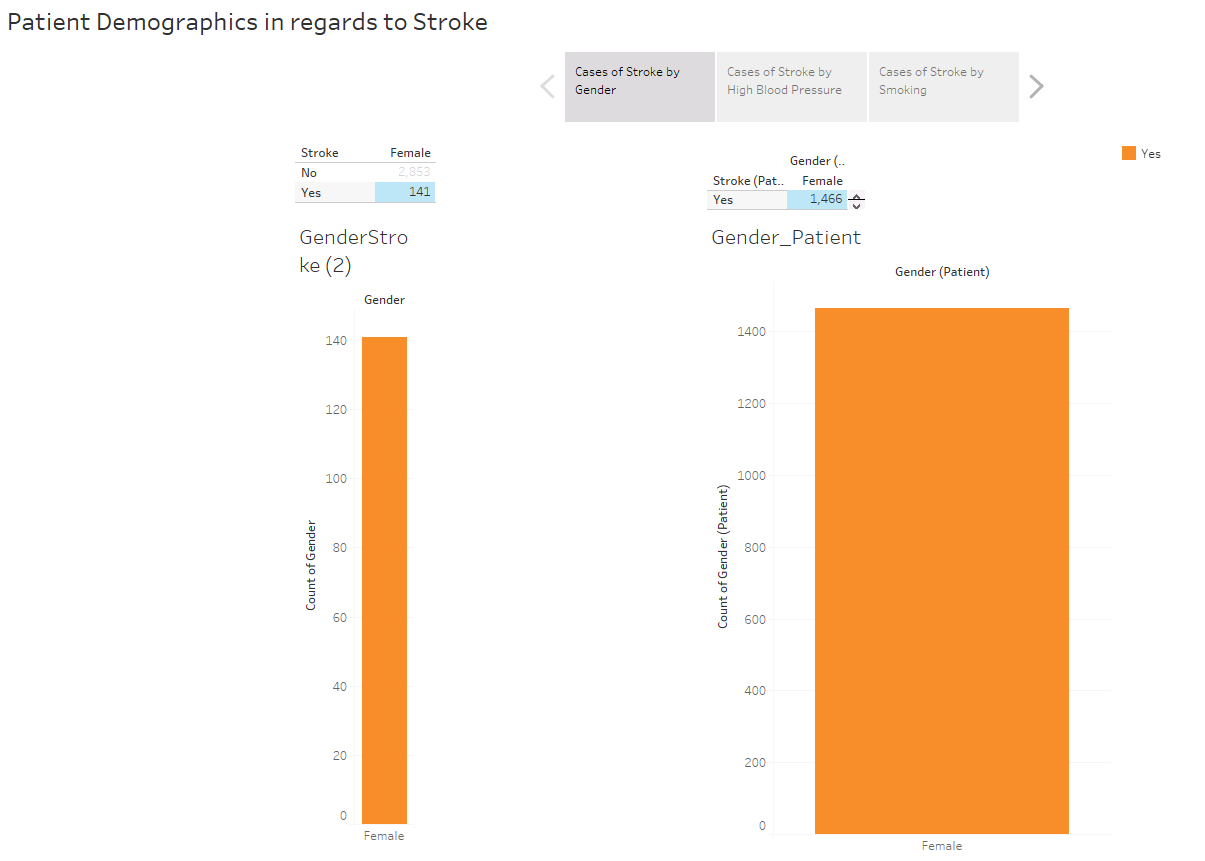 Patient Demographics in regards to Stroke
Cases of Stroke by
Gender
Cases of Stroke by
High Blood Pressure
Cases of Stroke by
Smoking
Stroke Female
No 2,853
Yes 141
Gender (..
Stroke (Pat.. Female
Yes 1,466
Yes
GenderStro
ke (2)
Gender
140
120
100
80
60
40
20
0
Count of Gender
Female
Gender_Patient
Gender (Patient)
1400
1200
1000
800
600
400
200
0
Count of Gender (Patient)
Female